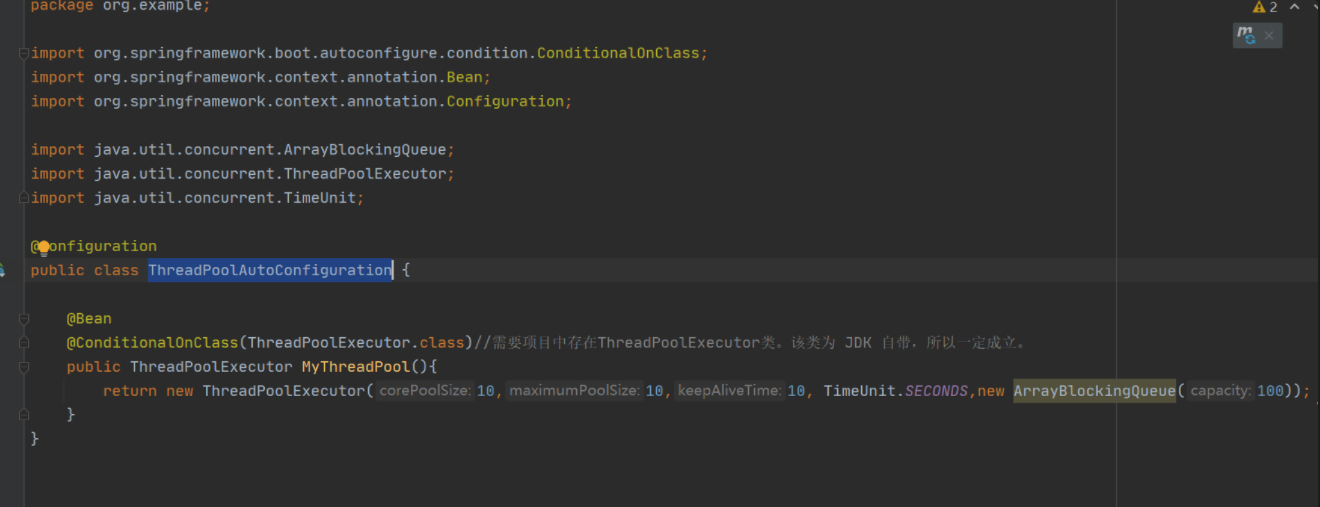 package org.example;
2
import org.springframework.boot.autoconfigure.condition.ConditionalOnClass;
import org.springframework.context.annotation.Bean;
import org.springframework.context.annotation.Configuration;
import java.util.concurrent.ArrayBlockingQueue;
import java.util.concurrent.ThreadPoolExecutor;
import java.util.concurrent.TimeUnit;
@Configuration
public class ThreadPoolAutoConfiguration {
@Bean
@ConditionalOnClass(ThreadPoolExecutor.class)//需要项目中存在ThreadPoolExecutor类。该类为 JDK 自带，所以一定成立。
public ThreadPoolExecutor MyThreadPool(){
return new ThreadPoolExecutor( corePoolSize: 10, maximumPoolSize: 10, keepAliveTime: 10, TimeUnit.SECONDS,new ArrayBlockingQueue( capacity: 100));
}
}